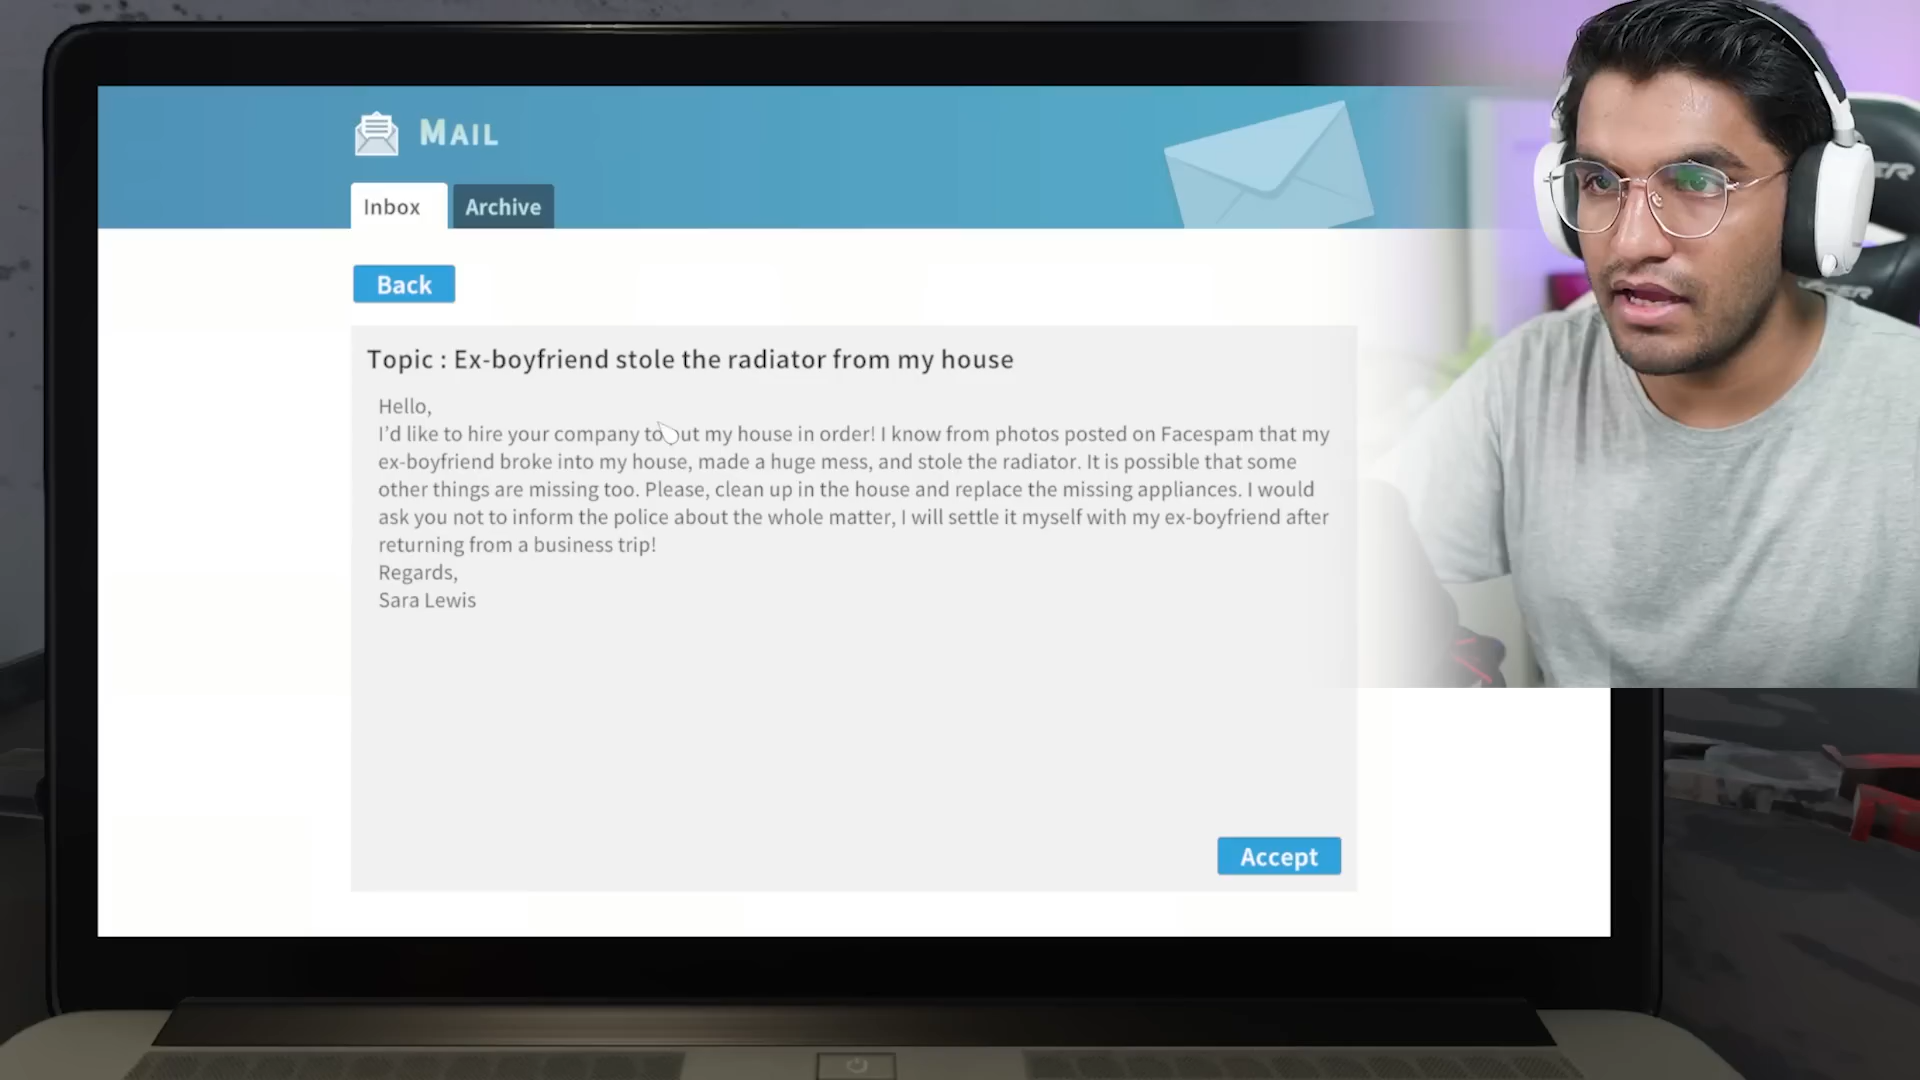 MAIL
Inbox
Archive
Back
Topic : Ex-boyfriend stole the radiator from my house
Hello,
I'd like to hire your company to put my house in order! I know from photos posted on Facespam that my
ex-boyfriend broke into my house, made a huge mess, and stole the radiator. It is possible that some
other things are missing too. Please, clean up in the house and replace the missing appliances. I would
ask you not to inform the police about the whole matter, I will settle it myself with my ex-boyfriend after
returning from a business trip!
Regards,
Sara Lewis
Accept